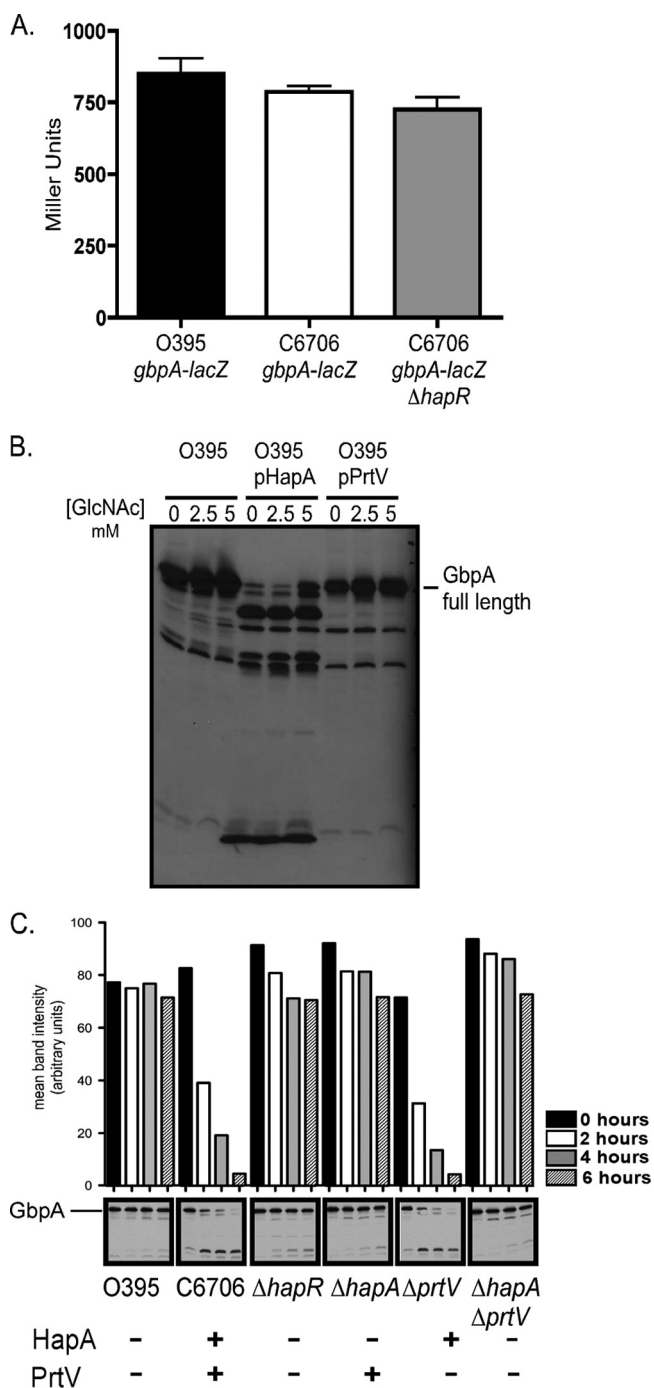 A.
1000
750
500
250
0
Miller Units
O395 gbpA-lacZ
C6706 gbpA-lacZ
C6706 gbpA-lacZ ΔhapR
B.
O395
O395 pHapA
O395 pPrtV
[GlcNAc] mM
0 2.5 5 0 2.5 5 0 2.5 5
GbpA full length
C.
100
80
60
40
20
0
mean band intensity (arbitrary units)
0 hours
2 hours
4 hours
6 hours
GbpA
O395 C6706 ΔhapR ΔhapA ΔprtV ΔhapA ΔprtV
HapA - + - - + -
PrtV - + - + - -